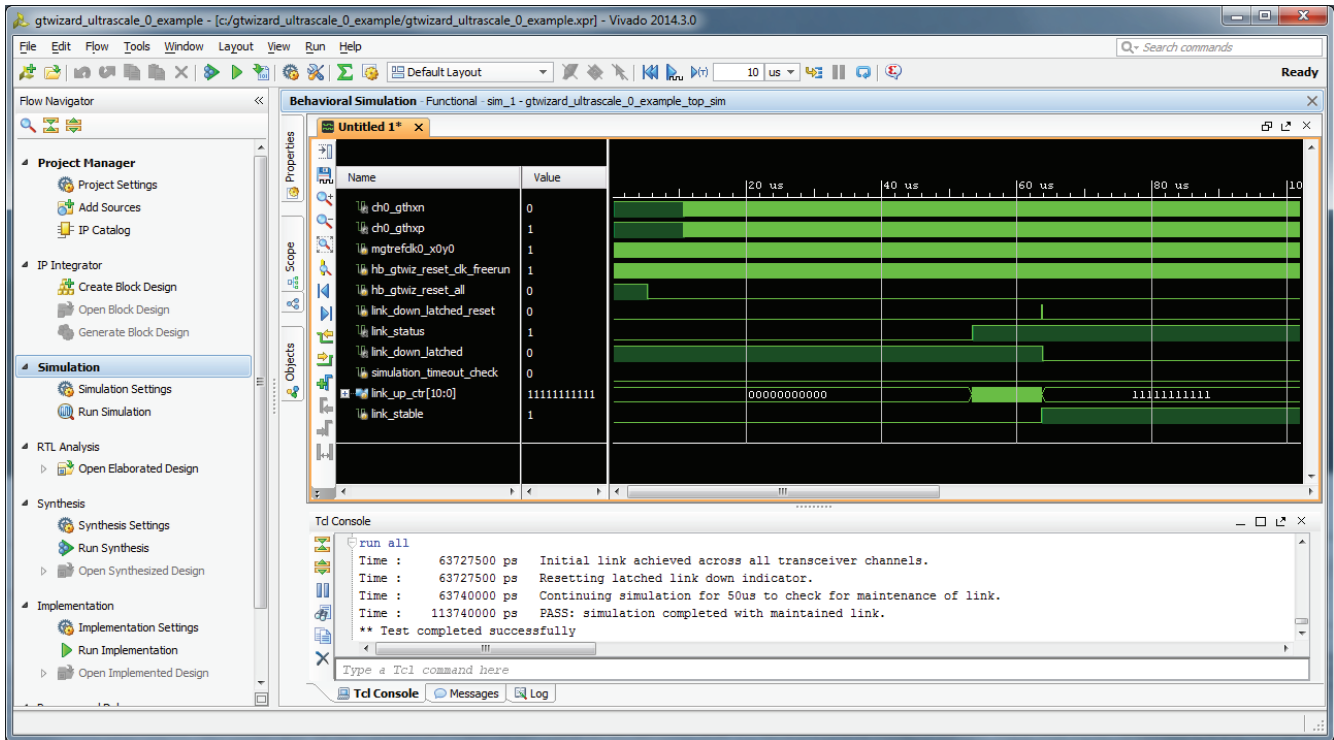 gtwizard_ultrascale_0_example - [c:/gtwizard_ultrascale_0_example/gtwizard_ultrascale_0_example.xpr] - Vivado 2014.3.0
File Edit Flow Tools Window Layout View Run Help
Search commands
Default Layout
10 us
Ready
Flow Navigator
Project Manager
Project Settings
Add Sources
IP Catalog
IP Integrator
Create Block Design
Open Block Design
Generate Block Design
Simulation
Simulation Settings
Run Simulation
RTL Analysis
Open Elaborated Design
Synthesis
Synthesis Settings
Run Synthesis
Open Synthesized Design
Implementation
Implementation Settings
Run Implementation
Open Implemented Design
Behavioral Simulation - Functional - sim_1 - gtwizard_ultrascale_0_example_top_sim
Properties
Scope
Objects
Untitled 1*
Name Value
20 us 40 us 60 us 80 us 10
ch0_gthxn 0
ch0_gthxp 1
mgtrefclk0_x0y0 1
hb_gtwiz_reset_clk_freerun 1
hb_gtwiz_reset_all 0
link_down_latched_reset 0
link_status 1
link_down_latched 0
simulation_timeout_check 0
link_up_ctr[10:0] 11111111111 00000000000 11111111111
link_stable 1
Tcl Console
run all
Time : 63727500 ps Initial link achieved across all transceiver channels.
Time : 63727500 ps Resetting latched link down indicator.
Time : 63740000 ps Continuing simulation for 50us to check for maintenance of link.
Time : 113740000 ps PASS: simulation completed with maintained link.
** Test completed successfully
Type a Tcl command here
Tcl Console Messages Log